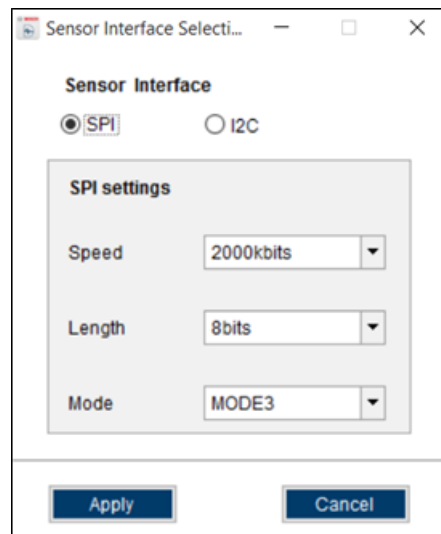 Sensor Interface Selecti...
Sensor Interface
SPI I2C
SPI settings
Speed 2000kbits
Length 8bits
Mode MODE3
Apply Cancel